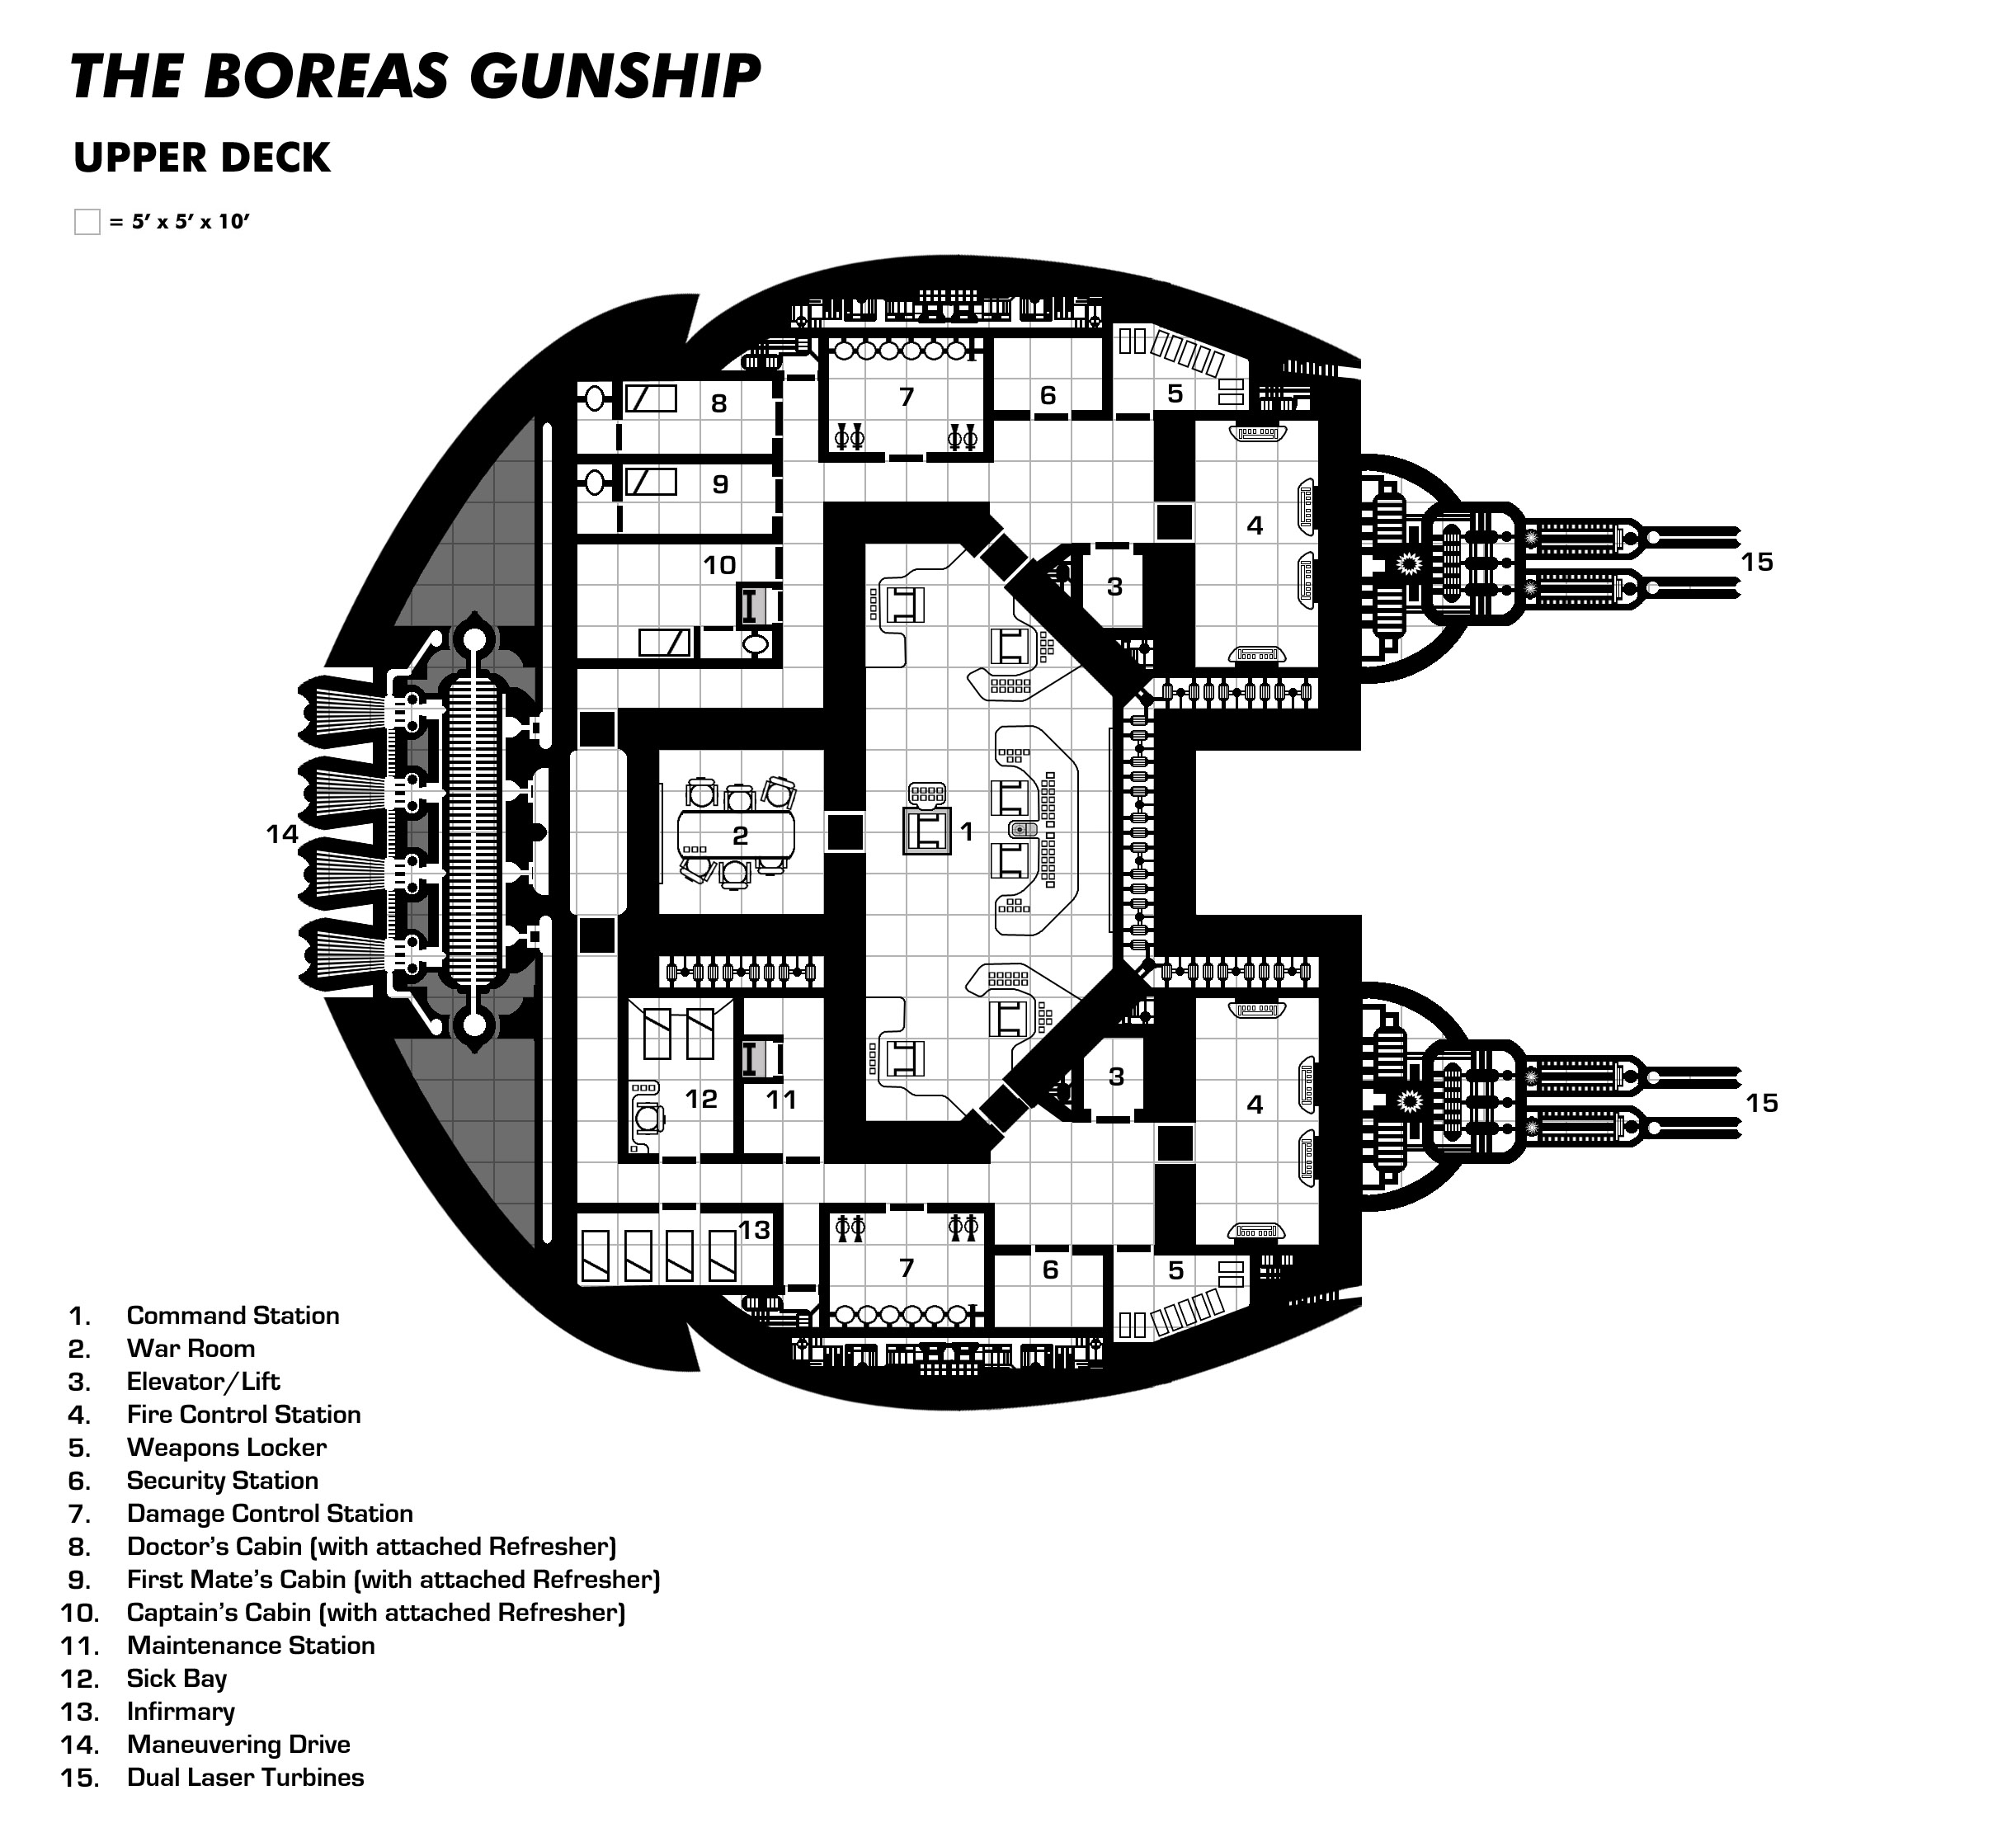 THE BOREAS GUNSHIP
UPPER DECK
= 5’ x 5’ x 10’
7
6
5
8
9
4
10
3
15
14
2
1
12
11
3
4
15
13
7
6
5
1. Command Station
2. War Room
3. Elevator/Lift
4. Fire Control Station
5. Weapons Locker
6. Security Station
7. Damage Control Station
8. Doctor’s Cabin (with attached Refresher)
9. First Mate’s Cabin (with attached Refresher)
10. Captain’s Cabin (with attached Refresher)
11. Maintenance Station
12. Sick Bay
13. Infirmary
14. Maneuvering Drive
15. Dual Laser Turbines